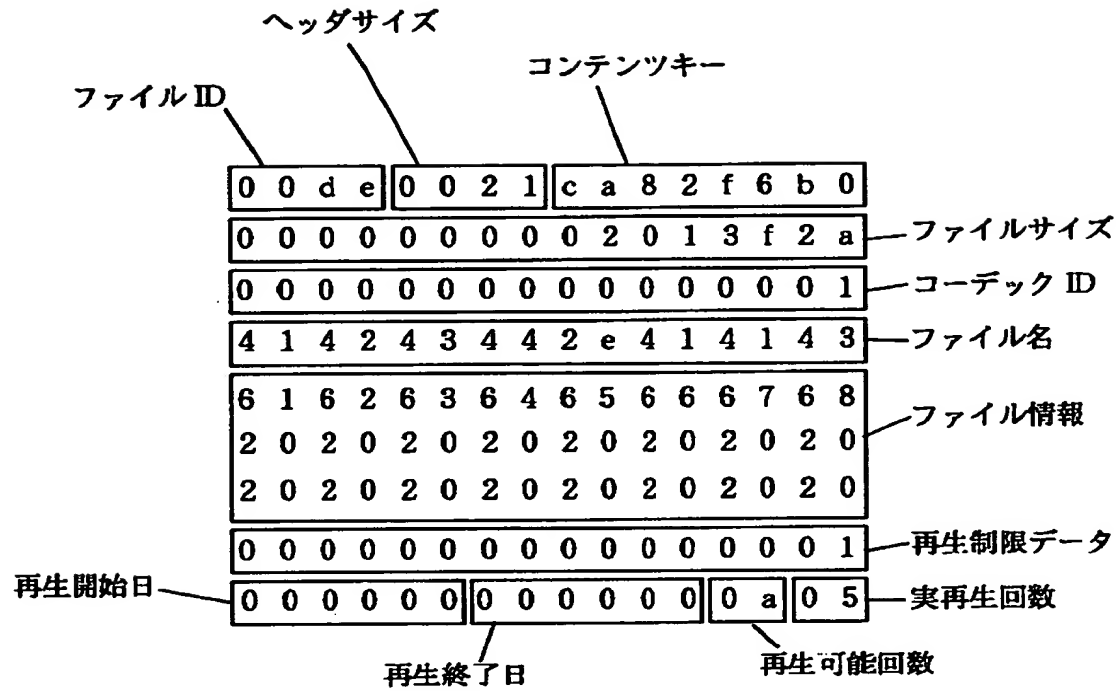 ヘッダサイズ
コンテンツキー
ファイル ID
0 0 d e 0 0 2 1 c a 8 2 f 6 b 0
0 0 0 0 0 0 0 0 0 2 0 1 3 f 2 a ファイルサイズ
0 0 0 0 0 0 0 0 0 0 0 0 0 0 0 1 コーデック ID
4 1 4 2 4 3 4 4 2 e 4 1 4 1 4 3 ファイル名
6 1 6 2 6 3 6 4 6 5 6 6 6 7 6 8
ファイル情報
2 0 2 0 2 0 2 0 2 0 2 0 2 0 2 0
2 0 2 0 2 0 2 0 2 0 2 0 2 0 2 0
0 0 0 0 0 0 0 0 0 0 0 0 0 0 0 1 再生制限データ
再生開始日 0 0 0 0 0 0 0 0 0 0 0 0 0 a 0 5 実再生回数
再生終了日
再生可能回数